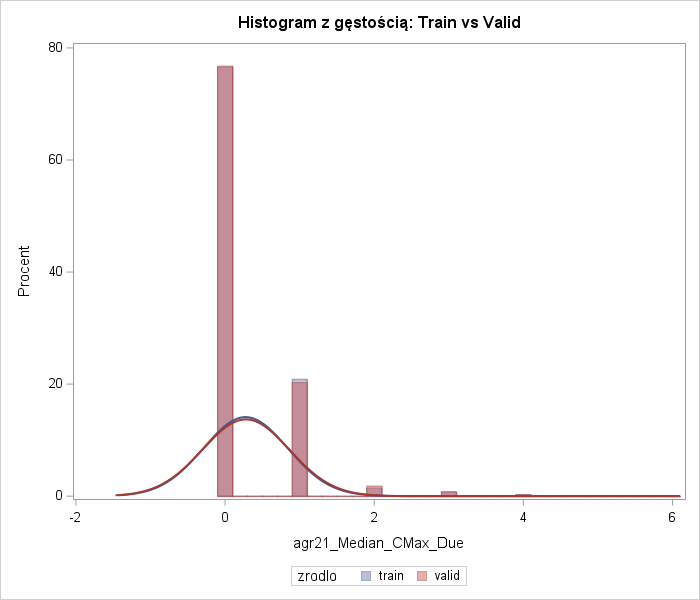 Histogram z gęstością: Train vs Valid
80
60
40
20
0
Procent
-2 0 2 4 6
agr21_Median_CMax_Due
zrodlo train valid